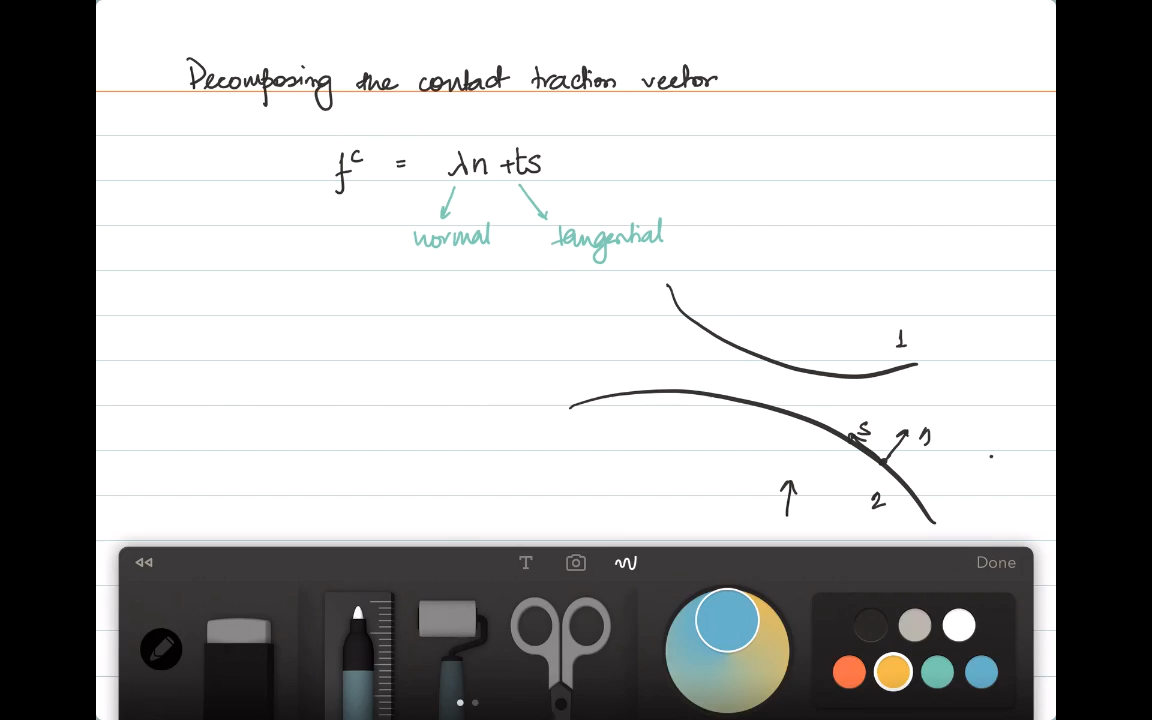 Decomposing the contact traction vector
f^c = λn + ts
normal tangential
1
s n
2
T Done